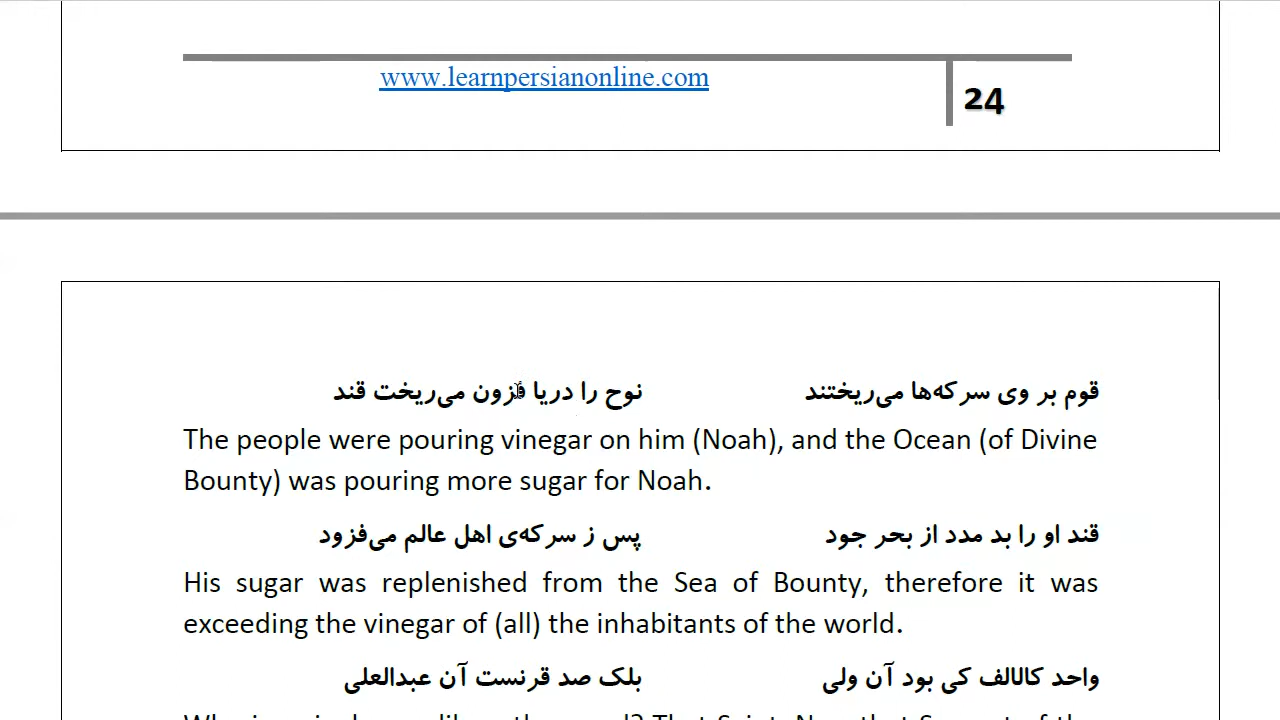 www.learnpersianonline.com
24
قوم بر وی سرکه‌ها می‌ریختند نوح را دریا فزون می‌ریخت قند
The people were pouring vinegar on him (Noah), and the Ocean (of Divine
Bounty) was pouring more sugar for Noah.
قند او را بد مدد از بحر جود پس ز سرکه‌ی اهل عالم می‌فزود
His sugar was replenished from the Sea of Bounty, therefore it was
exceeding the vinegar of (all) the inhabitants of the world.
واحد کالالف کی بود آن ولی بلک صد قرنست آن عبدالعلی